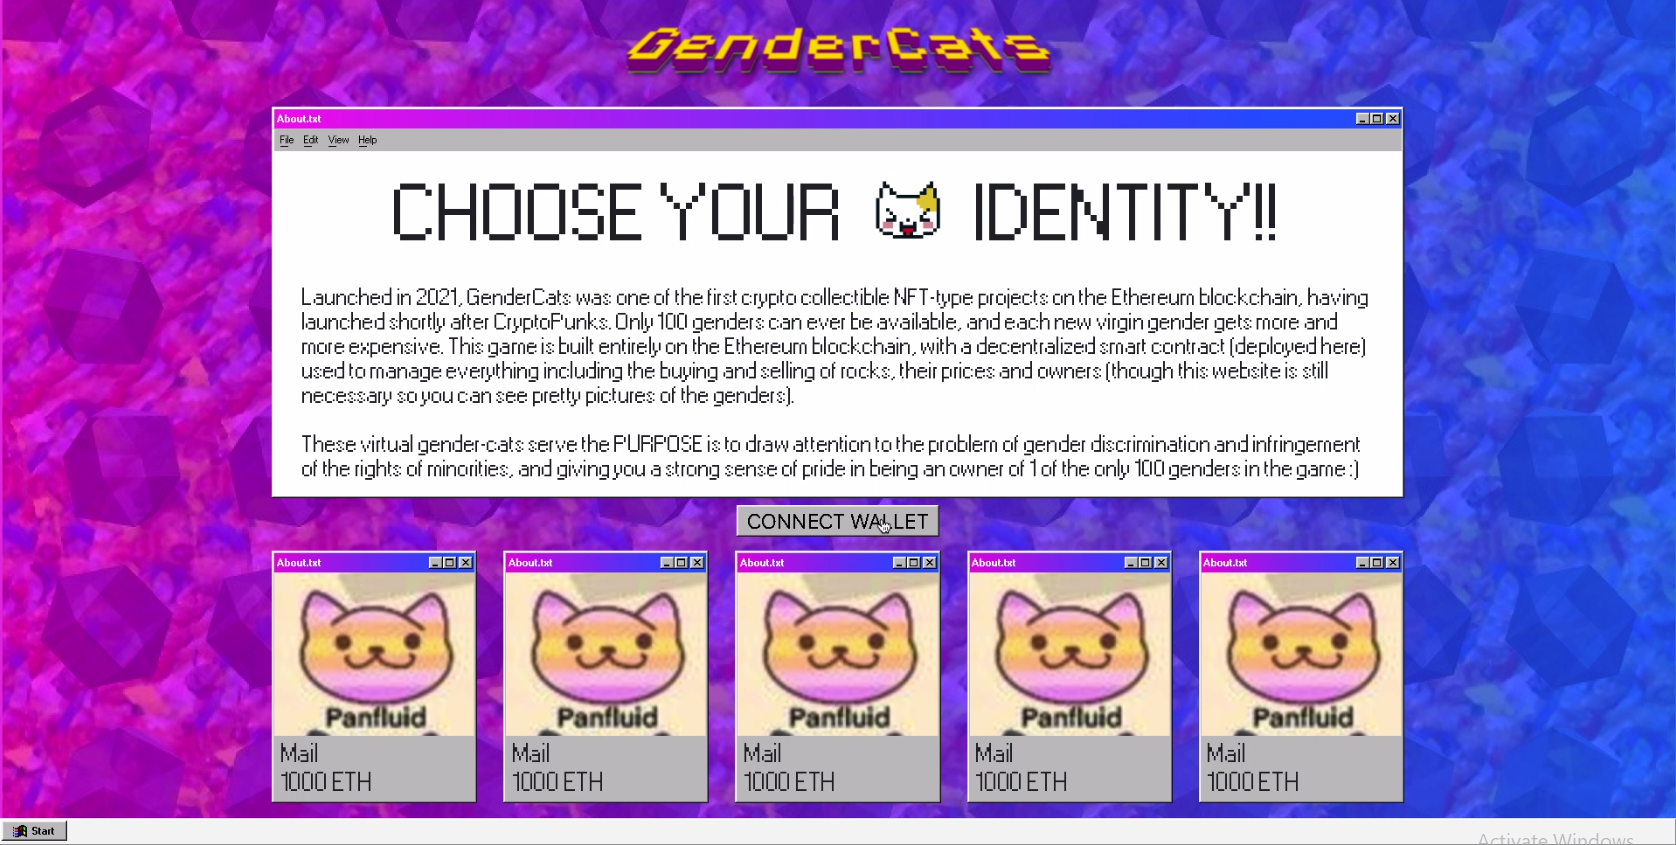 GenderCats
About.txt
File Edit View Help
CHOOSE YOUR IDENTITY!!
Launched in 2021, GenderCats was one of the first crypto collectible NFT-type projects on the Ethereum blockchain, having
launched shortly after CryptoPunks. Only 100 genders can ever be available, and each new virgin gender gets more and
more expensive. This game is built entirely on the Ethereum blockchain, with a decentralized smart contract (deployed here)
used to manage everything including the buying and selling of rocks, their prices and owners (though this website is still
necessary so you can see pretty pictures of the genders).
These virtual gender-cats serve the PURPOSE is to draw attention to the problem of gender discrimination and infringement
of the rights of minorities, and giving you a strong sense of pride in being an owner of 1 of the only 100 genders in the game :)
CONNECT WALLET
About.txt About.txt About.txt About.txt About.txt
Panfluid Panfluid Panfluid Panfluid Panfluid
Mail Mail Mail Mail Mail
1000 ETH 1000 ETH 1000 ETH 1000 ETH 1000 ETH
Start
Activate Windows